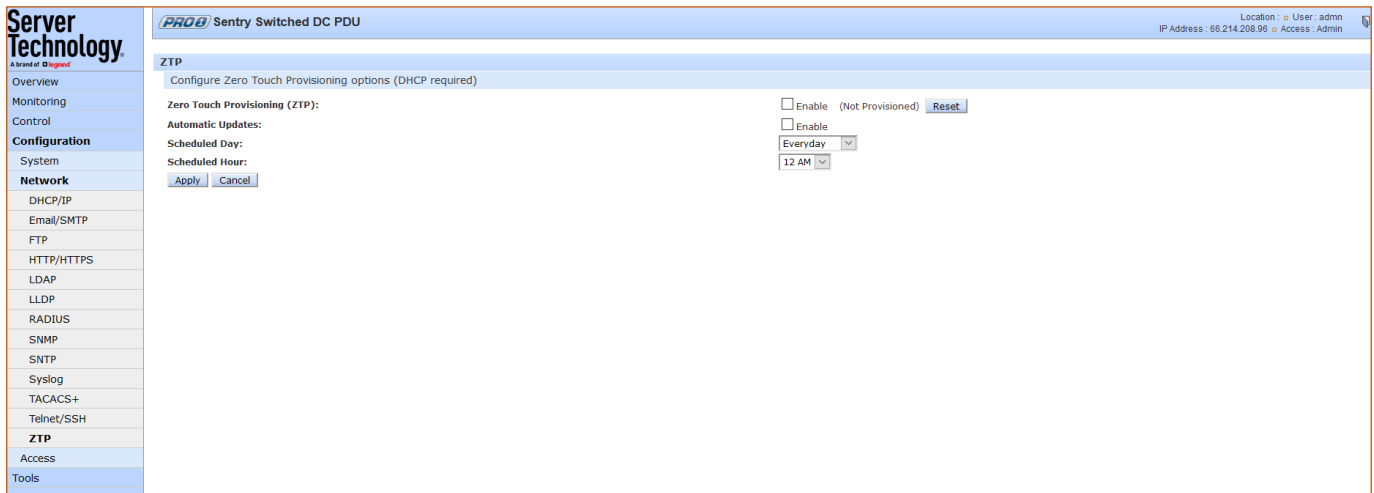 Server
Technology.
A brand of legrand
PRO2 Sentry Switched DC PDU
Location : User : admn
IP Address : 66.214.208.96 Access : Admin
Overview
Monitoring
Control
Configuration
System
Network
DHCP/IP
Email/SMTP
FTP
HTTP/HTTPS
LDAP
LLDP
RADIUS
SNMP
SNTP
Syslog
TACACS+
Telnet/SSH
ZTP
Access
Tools
ZTP
Configure Zero Touch Provisioning options (DHCP required)
Zero Touch Provisioning (ZTP): Enable (Not Provisioned) Reset
Automatic Updates: Enable
Scheduled Day: Everyday
Scheduled Hour: 12 AM
Apply Cancel